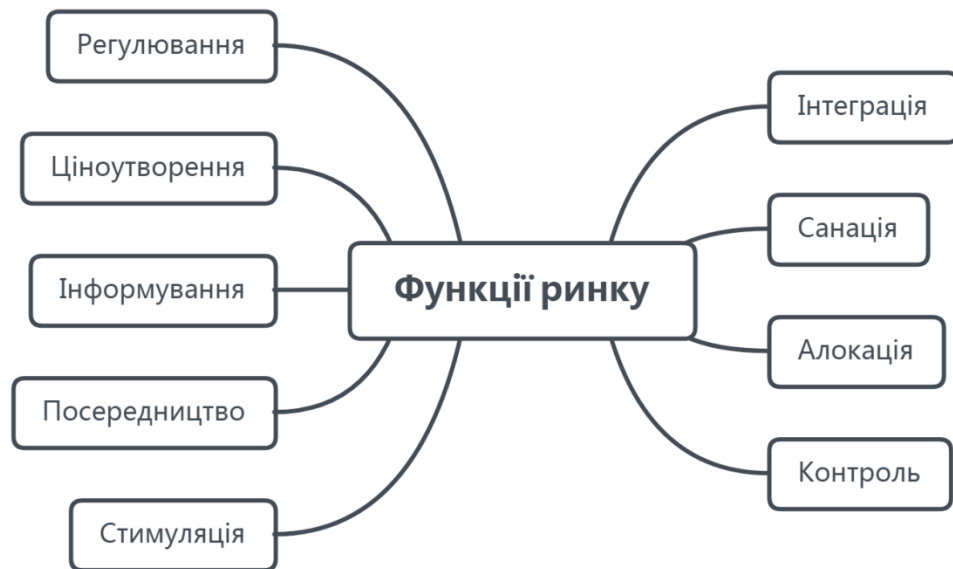 Функції ринку
Регулювання
Ціноутворення
Інформування
Посередництво
Стимуляція
Інтеграція
Санація
Алокація
Контроль